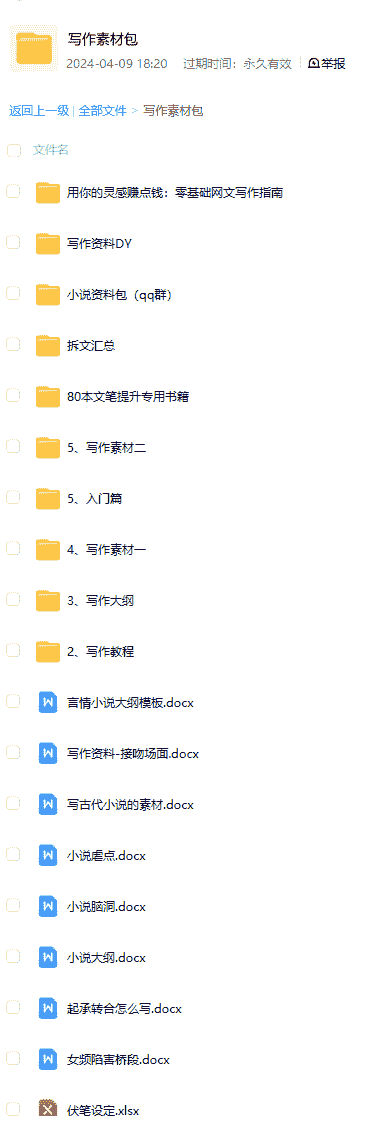 写作素材包
2024-04-09 18:20 过期时间：永久有效 举报
返回上一级 | 全部文件 > 写作素材包
文件名
用你的灵感赚点钱：零基础网文写作指南
写作资料DY
小说资料包（qq群）
拆文汇总
80本文笔提升专用书籍
5、写作素材二
5、入门篇
4、写作素材一
3、写作大纲
2、写作教程
言情小说大纲模板.docx
写作资料-接吻场面.docx
写古代小说的素材.docx
小说虐点.docx
小说脑洞.docx
小说大纲.docx
起承转合怎么写.docx
女频陷害桥段.docx
伏笔设定.xlsx